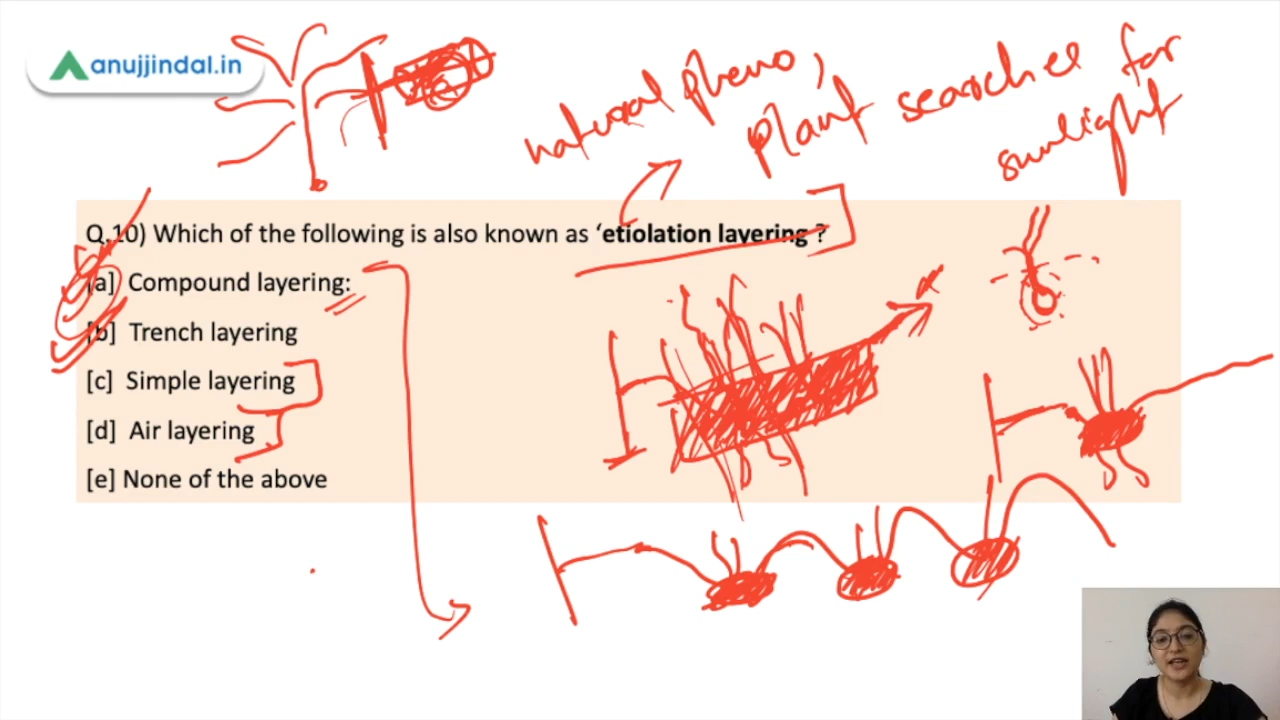 anujjindal.in
natural pheno,
plant searches for
sunlight
Q.10) Which of the following is also known as ‘etiolation layering ?
[a] Compound layering:
[b] Trench layering
[c] Simple layering
[d] Air layering
[e] None of the above